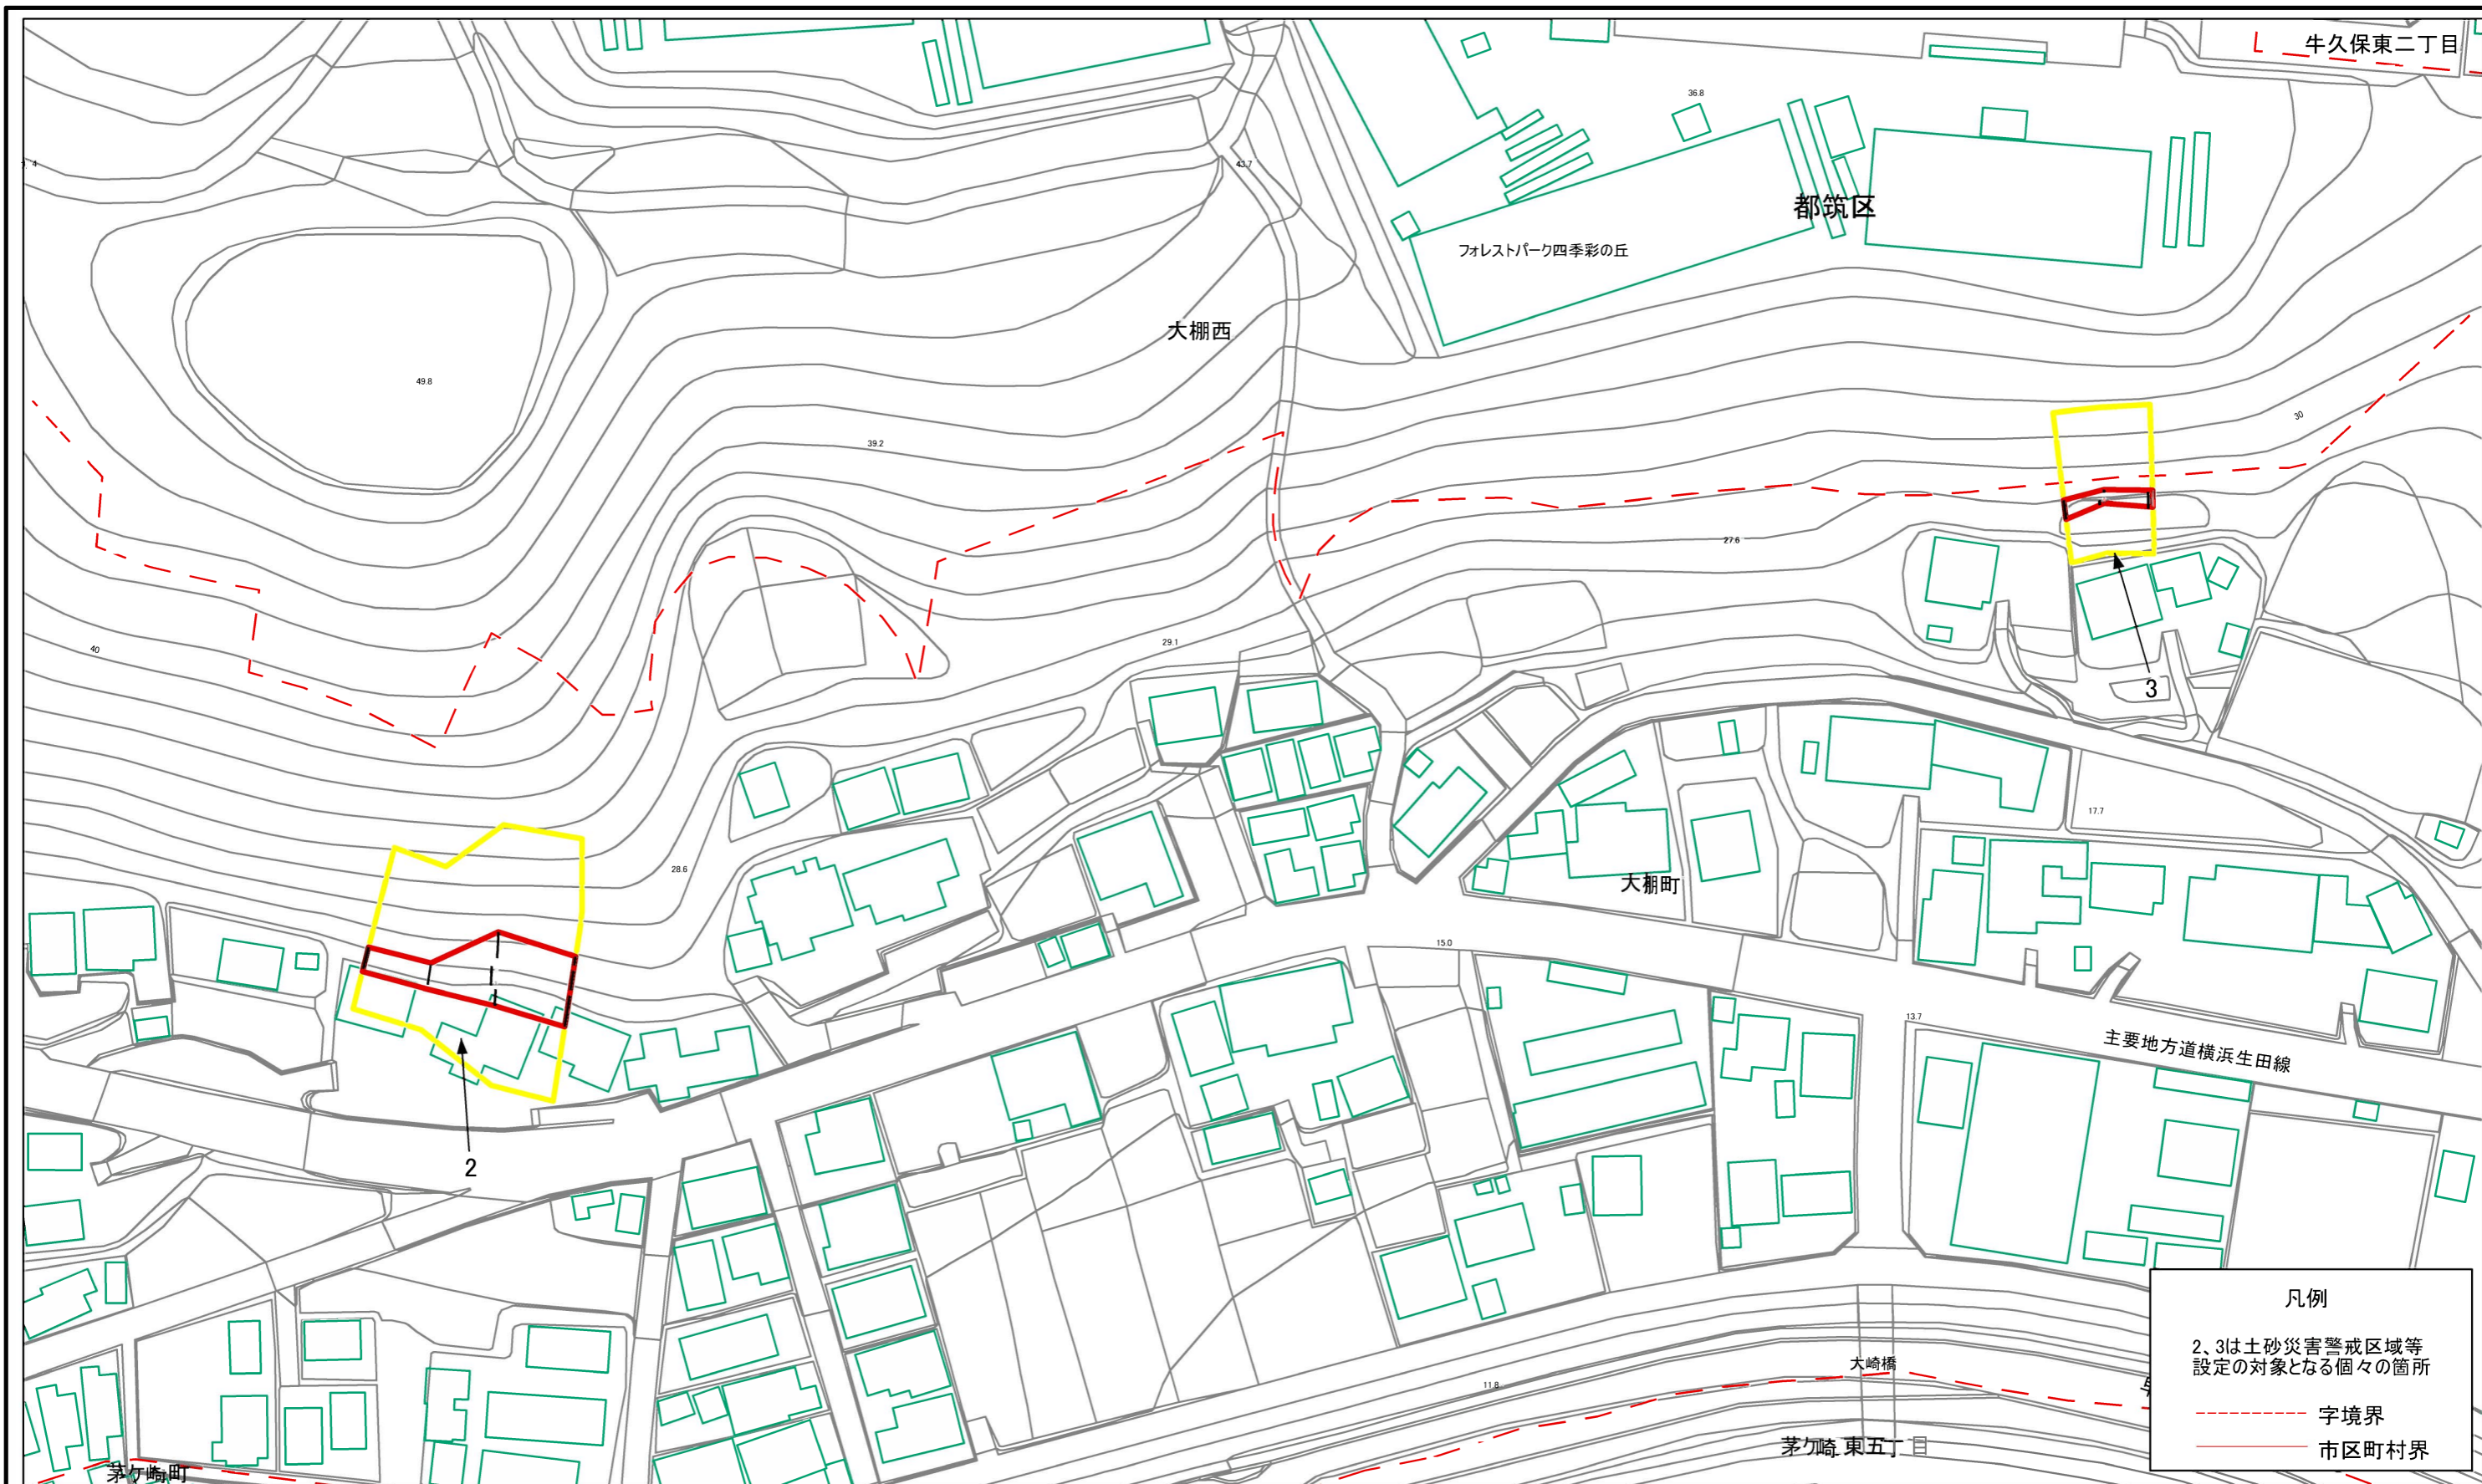 牛久保東二丁目
36.8
43.7
都筑区
フォレストパーク四季彩の丘
大棚西
49.8
39.2
30
27.6
29.1
40
3
17.7
28.6
大棚町
15.0
13.7
主要地方道横浜生田線
2
凡例
2、3は土砂災害警戒区域等
設定の対象となる個々の箇所
字境界
市区町村界
大崎橋
11.8
茅ケ崎東五丁目
茅ケ崎町